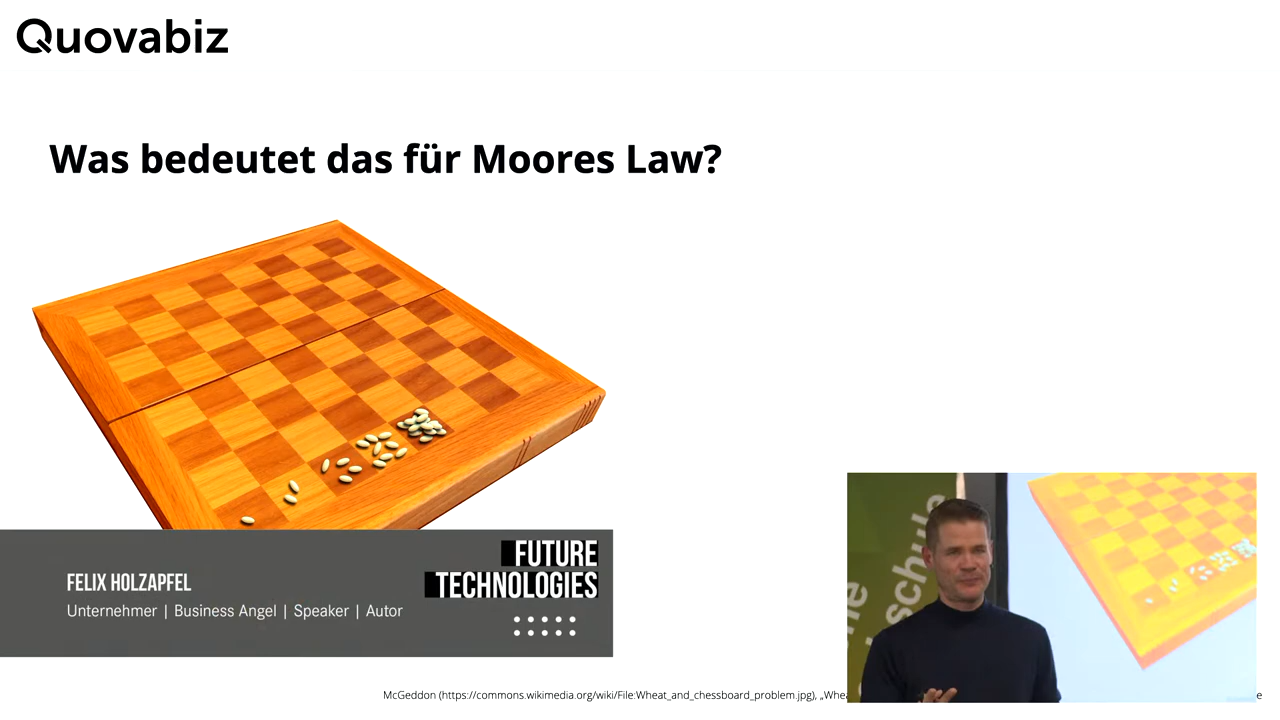 Quovabiz
Was bedeutet das für Moores Law?
FELIX HOLZAPFEL
Unternehmer | Business Angel | Speaker | Autor
FUTURE
TECHNOLOGIES
McGeddon (https://commons.wikimedia.org/wiki/File:Wheat_and_chessboard_problem.jpg),